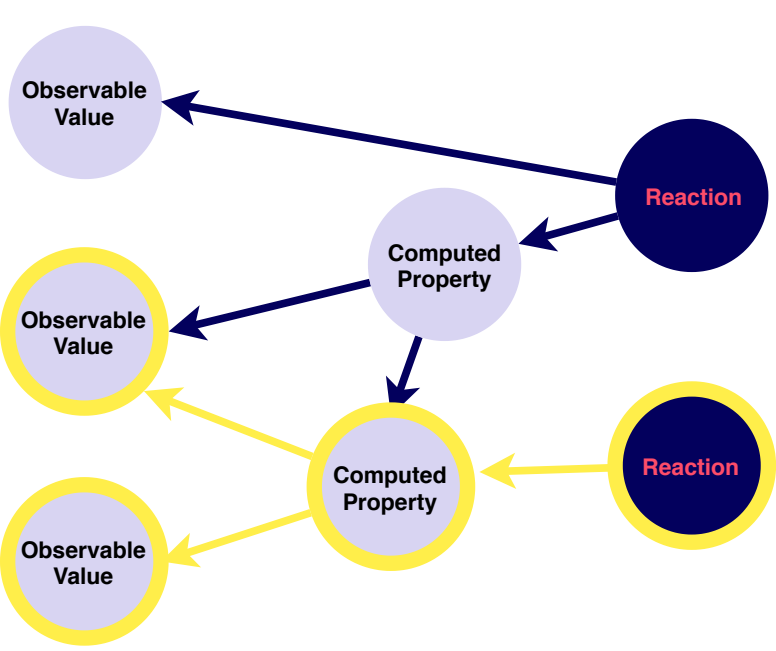 Observable
Value
Reaction
Computed
Property
Observable
Value
Computed
Property
Reaction
Observable
Value